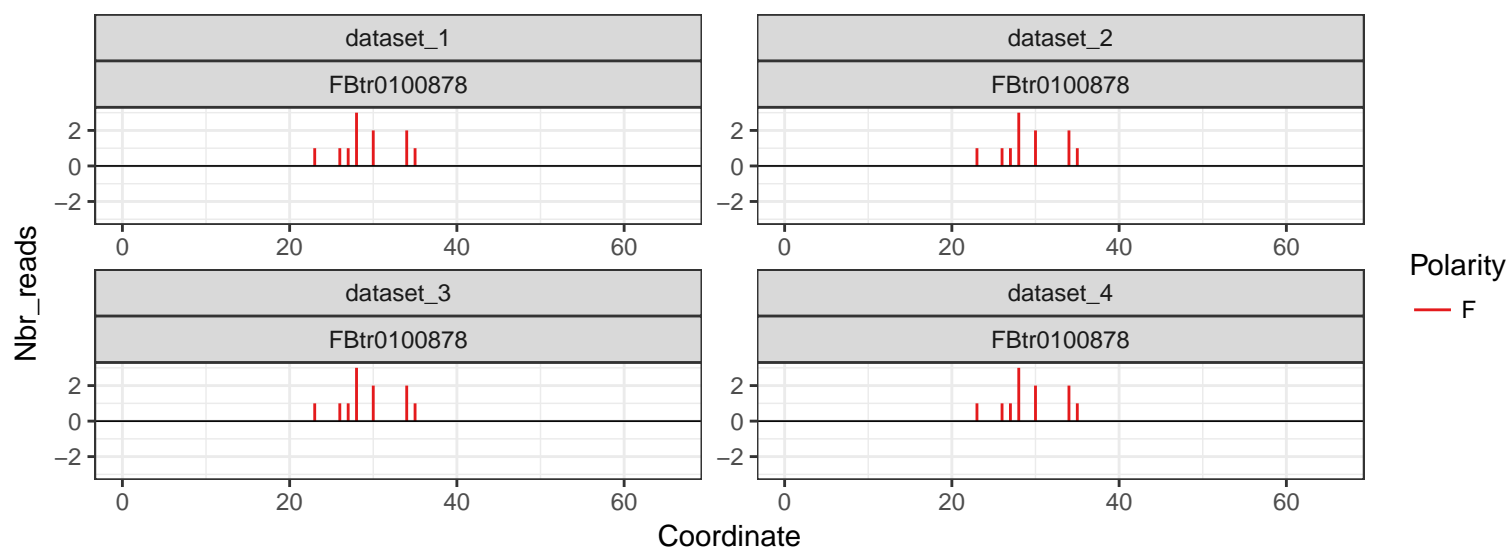 dataset_1
dataset_2
FBtr0100878
FBtr0100878
2
0
−2
2
0
−2
0 20 40 60
0 20 40 60
dataset_3
dataset_4
FBtr0100878
FBtr0100878
2
0
−2
2
0
−2
0 20 40 60
0 20 40 60
Coordinate
Nbr_reads
Polarity
F